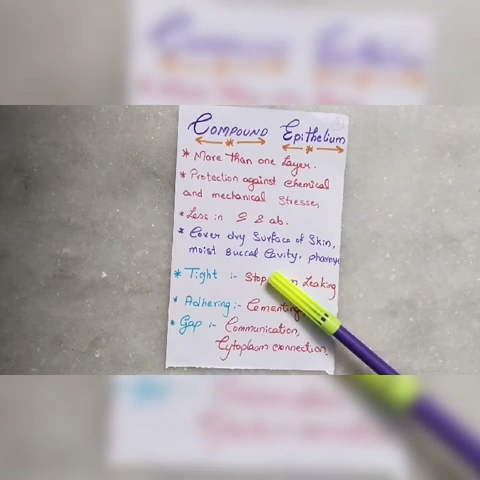 Compound Epithelium
* More than one Layer.
* Protection against chemical
and mechanical Stresses
* Less in S & ab.
* Cover dry Surface of Skin,
moist Buccal Cavity, pharynx
* Tight :- Stop Leaking
* Adhering :- Cementing
* Gap :- Communication,
Cytoplasm connection,